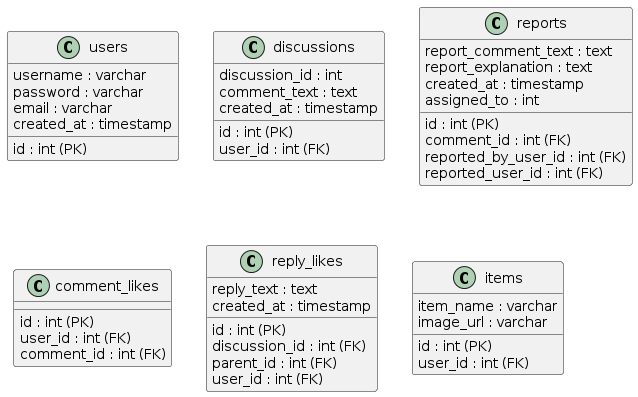 C users
username : varchar
password : varchar
email : varchar
created_at : timestamp
id : int (PK)
C discussions
discussion_id : int
comment_text : text
created_at : timestamp
id : int (PK)
user_id : int (FK)
C reports
report_comment_text : text
report_explanation : text
created_at : timestamp
assigned_to : int
id : int (PK)
comment_id : int (FK)
reported_by_user_id : int (FK)
reported_user_id : int (FK)
C comment_likes
id : int (PK)
user_id : int (FK)
comment_id : int (FK)
C reply_likes
reply_text : text
created_at : timestamp
id : int (PK)
discussion_id : int (FK)
parent_id : int (FK)
user_id : int (FK)
C items
item_name : varchar
image_url : varchar
id : int (PK)
user_id : int (FK)